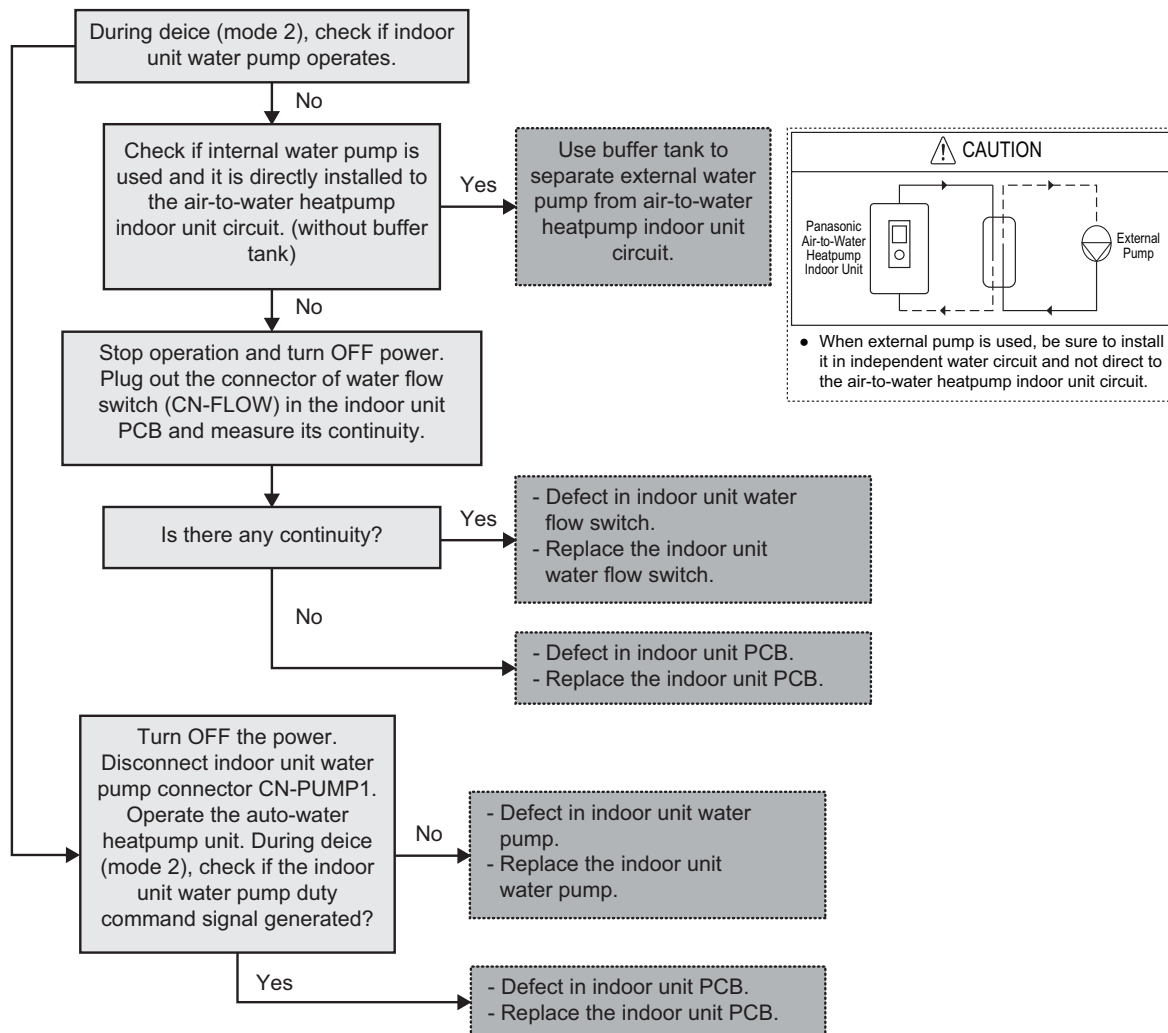 During deice (mode 2), check if indoor
unit water pump operates.
No
Check if internal water pump is
used and it is directly installed to
the air-to-water heatpump
indoor unit circuit. (without buffer
tank)
Yes
Use buffer tank to
separate external water
pump from air-to-water
heatpump indoor unit
circuit.
CAUTION
Panasonic
Air-to-Water
Heatpump
Indoor Unit
External
Pump
● When external pump is used, be sure to install
it in independent water circuit and not direct to
the air-to-water heatpump indoor unit circuit.
No
Stop operation and turn OFF power.
Plug out the connector of water flow
switch (CN-FLOW) in the indoor unit
PCB and measure its continuity.
Is there any continuity?
Yes
- Defect in indoor unit water
flow switch.
- Replace the indoor unit
water flow switch.
No
- Defect in indoor unit PCB.
- Replace the indoor unit PCB.
Turn OFF the power.
Disconnect indoor unit water
pump connector CN-PUMP1.
Operate the auto-water
heatpump unit. During deice
(mode 2), check if the indoor
unit water pump duty
command signal generated?
No
- Defect in indoor unit water
pump.
- Replace the indoor unit
water pump.
Yes
- Defect in indoor unit PCB.
- Replace the indoor unit PCB.